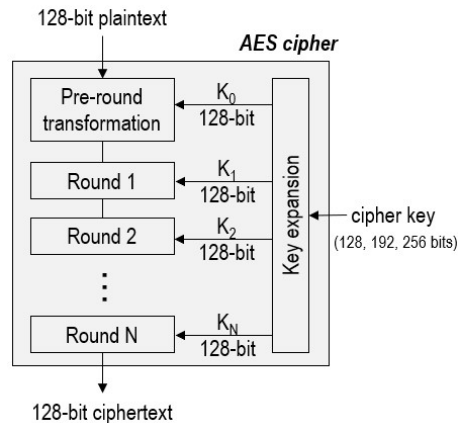 128-bit plaintext
AES cipher
Pre-round
transformation
K0
128-bit
Round 1
K1
128-bit
Round 2
K2
128-bit
Key expansion
cipher key
(128, 192, 256 bits)
Round N
KN
128-bit
128-bit ciphertext